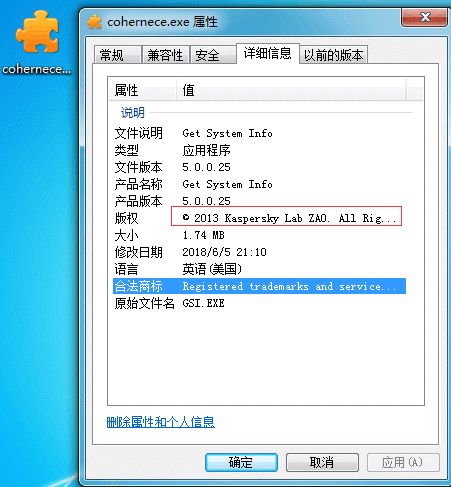 cohernece...
cohernece.exe 属性
常规 兼容性 安全 详细信息 以前的版本
属性 值
说明
文件说明 Get System Info
类型 应用程序
文件版本 5.0.0.25
产品名称 Get System Info
产品版本 5.0.0.25
版权 © 2013 Kaspersky Lab ZAO. All Rig...
大小 1.74 MB
修改日期 2018/6/5 21:10
语言 英语(美国)
合法商标 Registered trademarks and service...
原始文件名 GSI.EXE
删除属性和个人信息
确定 取消 应用(A)